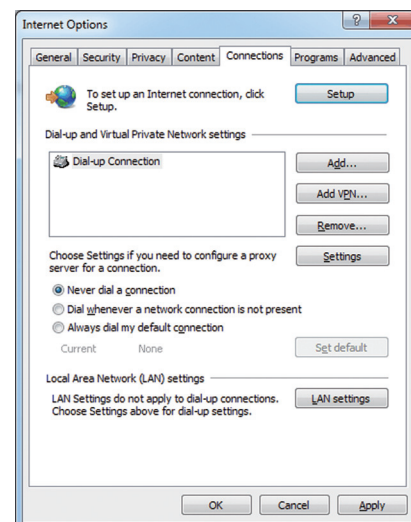 Internet Options
?
X
General Security Privacy Content Connections Programs Advanced
To set up an Internet connection, click
Setup.
Setup
Dial-up and Virtual Private Network settings
Dial-up Connection
Add...
Add VPN...
Remove...
Choose Settings if you need to configure a proxy
server for a connection.
Settings
Never dial a connection
Dial whenever a network connection is not present
Always dial my default connection
Current None
Set default
Local Area Network (LAN) settings
LAN Settings do not apply to dial-up connections.
Choose Settings above for dial-up settings.
LAN settings
OK Cancel Apply